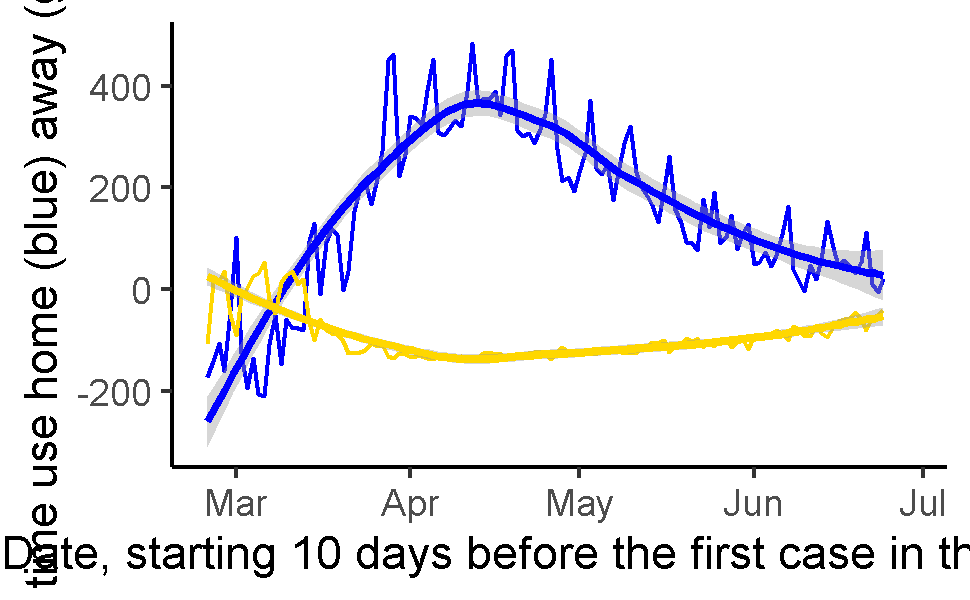 time use home (blue) away (
400
200
0
-200
Mar Apr May Jun Jul
Date, starting 10 days before the first case in th